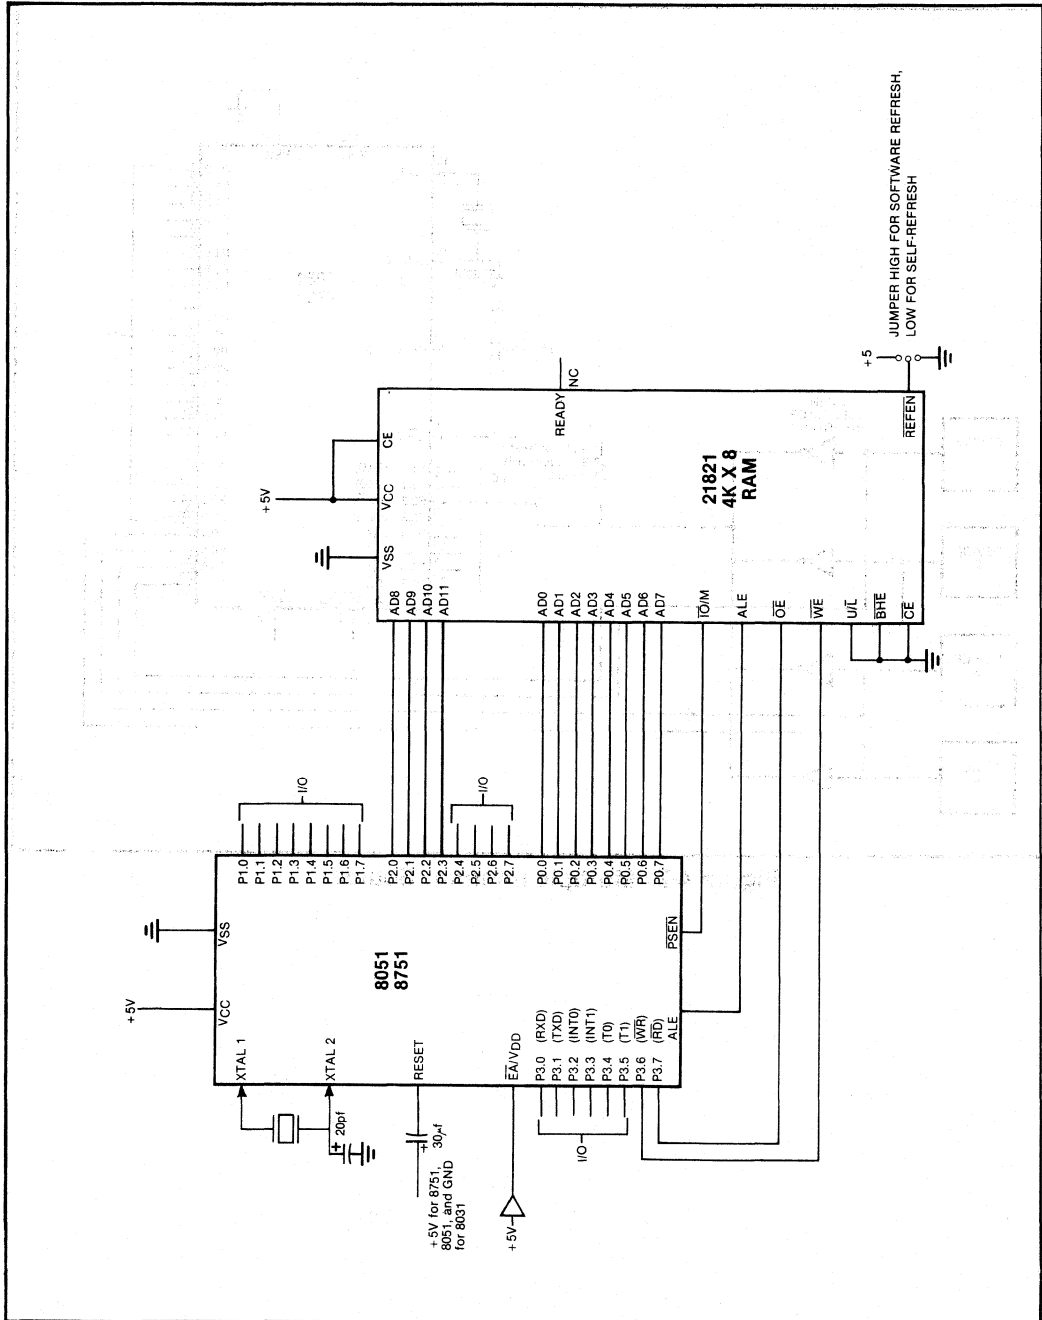 +5V
VCC
VSS
XTAL 1
XTAL 2
20pf
+
RESET
30µf
+
+5V for 8751,
8051, and GND
for 8031
EA/VDD
+5V
8051
8751
P1.0
P1.1
P1.2
P1.3
P1.4
P1.5
P1.6
P1.7
I/O
P2.0
P2.1
P2.2
P2.3
P2.4
P2.5
P2.6
P2.7
I/O
P0.0
P0.1
P0.2
P0.3
P0.4
P0.5
P0.6
P0.7
P3.0 (RXD)
P3.1 (TXD)
P3.2 (INT0)
P3.3 (INT1)
P3.4 (T0)
P3.5 (T1)
P3.6 (WR)
P3.7 (RD)
I/O
ALE
PSEN
+5V
VSS
VCC
CE
AD8
AD9
AD10
AD11
AD0
AD1
AD2
AD3
AD4
AD5
AD6
AD7
IO/M
ALE
OE
WE
U/L
BHE
CE
21821
4K X 8
RAM
READY
NC
REFEN
+5
JUMPER HIGH FOR SOFTWARE REFRESH,
LOW FOR SELF-REFRESH